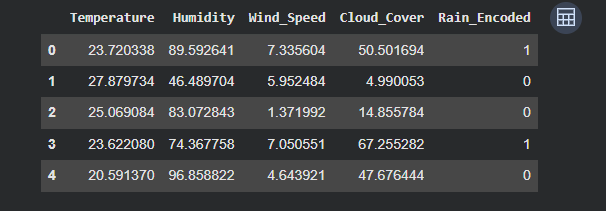 Temperature Humidity Wind_Speed Cloud_Cover Rain_Encoded
0 23.720338 89.592641 7.335604 50.501694 1
1 27.879734 46.489704 5.952484 4.990053 0
2 25.069084 83.072843 1.371992 14.855784 0
3 23.622080 74.367758 7.050551 67.255282 1
4 20.591370 96.858822 4.643921 47.676444 0